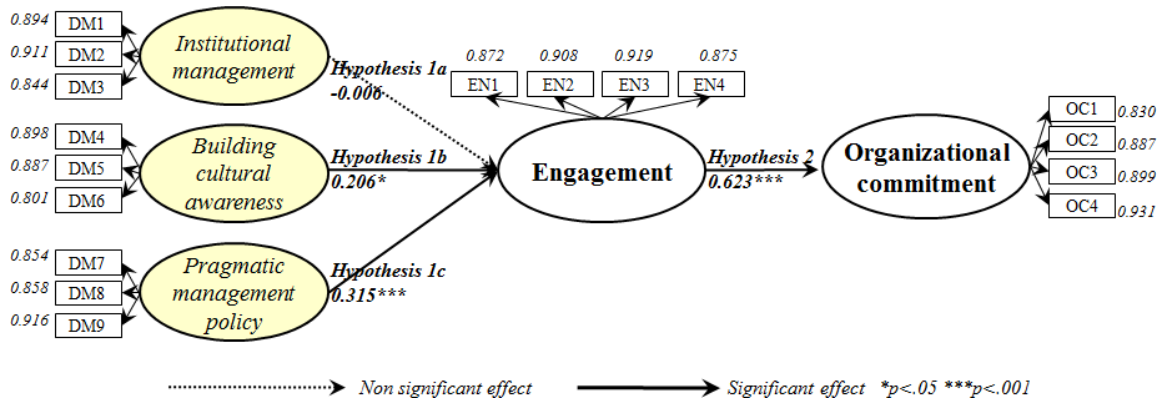 0.894 DM1
0.911 DM2
0.844 DM3
Institutional
management
Hypothesis 1a
-0.006
0.898 DM4
0.887 DM5
0.801 DM6
Building
cultural
awareness
Hypothesis 1b
0.206*
0.854 DM7
0.858 DM8
0.916 DM9
Pragmatic
management
policy
Hypothesis 1c
0.315***
0.872 0.908 0.919 0.875
EN1 EN2 EN3 EN4
Engagement
Hypothesis 2
0.623***
Organizational
commitment
OC1 0.830
OC2 0.887
OC3 0.899
OC4 0.931
Non significant effect Significant effect *p<.05 ***p<.001